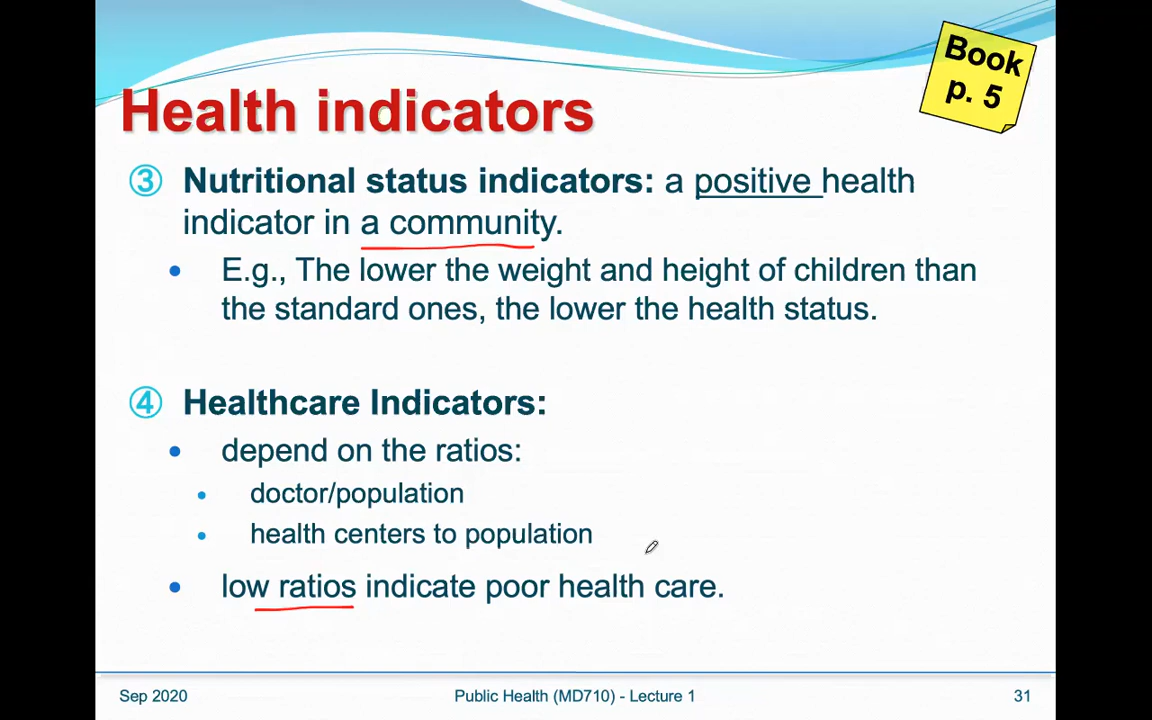 Book
p. 5
Health indicators
③ Nutritional status indicators: a positive health
indicator in a community.
• E.g., The lower the weight and height of children than
the standard ones, the lower the health status.
④ Healthcare Indicators:
• depend on the ratios:
• doctor/population
• health centers to population
• low ratios indicate poor health care.
Sep 2020 Public Health (MD710) - Lecture 1 31